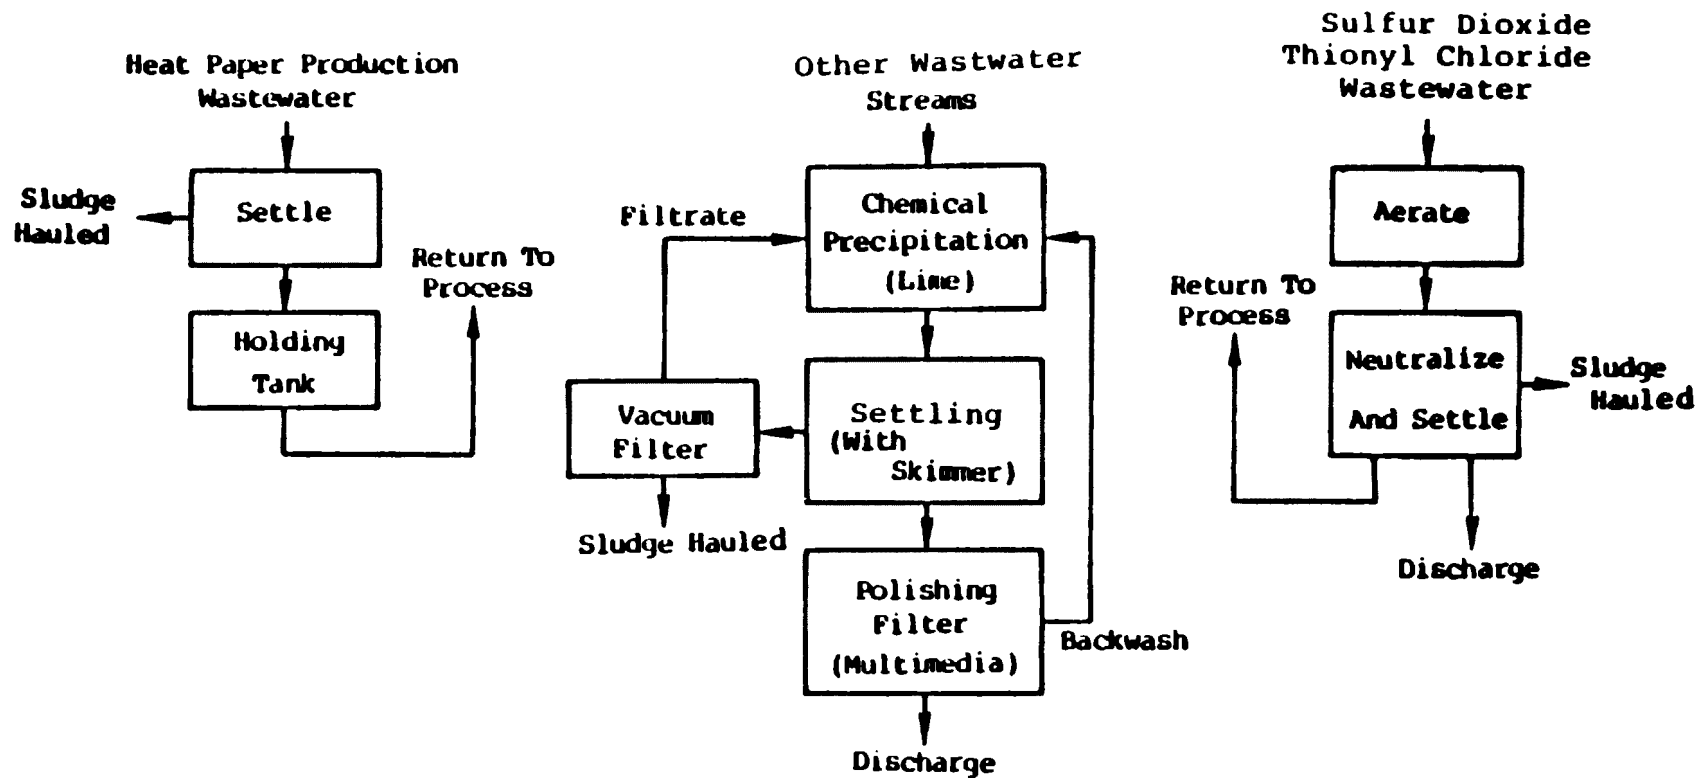 Heat Paper Production
Wastewater
Settle
Sludge
Hauled
Holding
Tank
Return To
Process
Other Wastwater
Streams
Chemical
Precipitation
(Lime)
Filtrate
Settling
(With
Skimmer)
Vacuum
Filter
Sludge Hauled
Polishing
Filter
(Multimedia)
Backwash
Discharge
Sulfur Dioxide
Thionyl Chloride
Wastewater
Aerate
Return To
Process
Neutralize
And Settle
Sludge
Hauled
Discharge